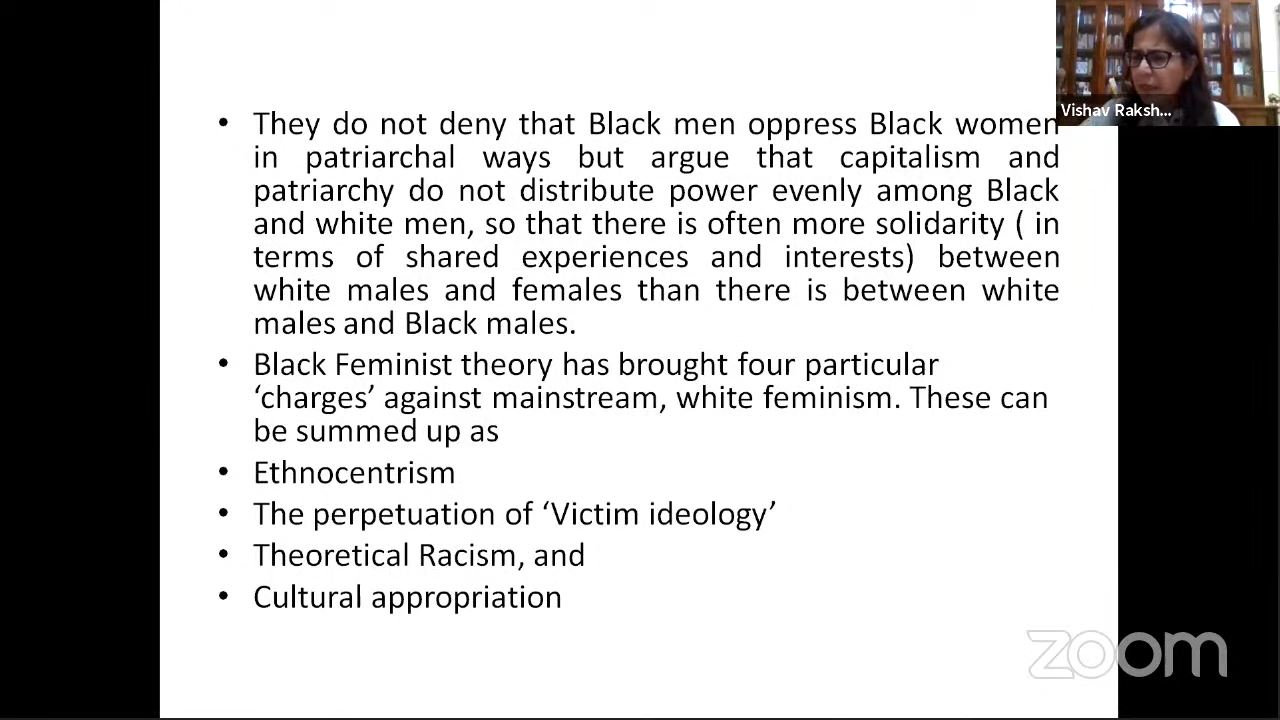 • They do not deny that Black men oppress Black women
in patriarchal ways but argue that capitalism and
patriarchy do not distribute power evenly among Black
and white men, so that there is often more solidarity ( in
terms of shared experiences and interests) between
white males and females than there is between white
males and Black males.
• Black Feminist theory has brought four particular
‘charges’ against mainstream, white feminism. These can
be summed up as
• Ethnocentrism
• The perpetuation of ‘Victim ideology’
• Theoretical Racism, and
• Cultural appropriation
Vishav Raksh...
zoom